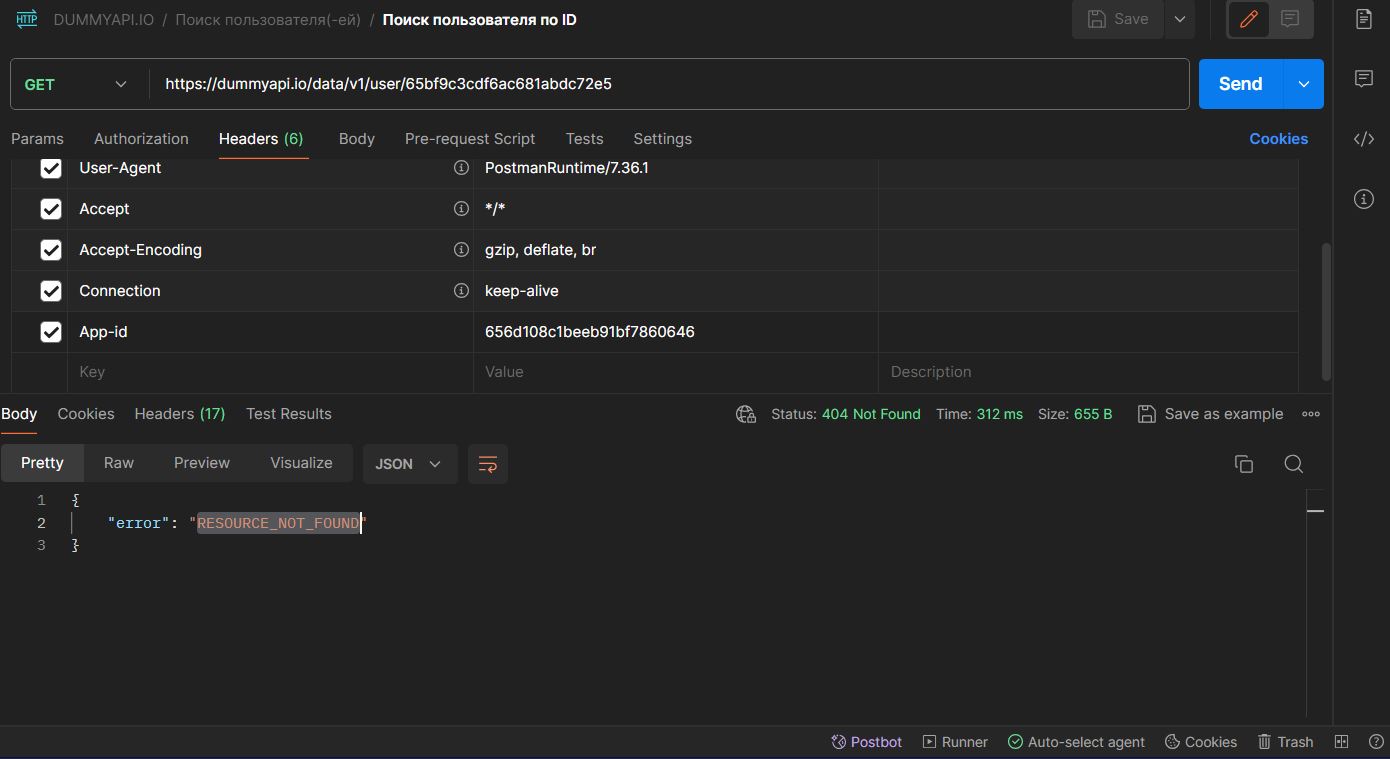 HTTP DUMMYAPI.IO / Поиск пользователя(-ей) / Поиск пользователя по ID Save
GET https://dummyapi.io/data/v1/user/65bf9c3cdf6ac681abdc72e5 Send
Params Authorization Headers (6) Body Pre-request Script Tests Settings Cookies
User-Agent PostmanRuntime/7.36.1
Accept */*
Accept-Encoding gzip, deflate, br
Connection keep-alive
App-id 656d108c1beeb91bf7860646
Key Value Description
Body Cookies Headers (17) Test Results Status: 404 Not Found Time: 312 ms Size: 655 B Save as example
Pretty Raw Preview Visualize JSON
1 {
2 "error": "RESOURCE_NOT_FOUND"
3 }
Postbot Runner Auto-select agent Cookies Trash